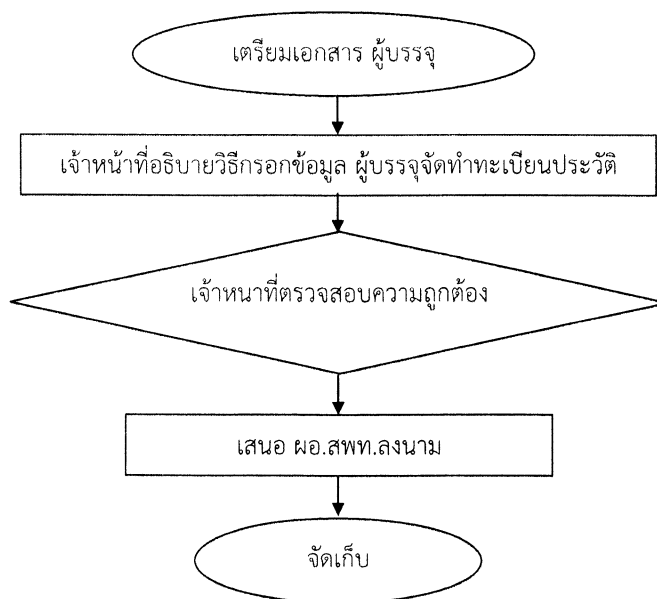 เตรียมเอกสาร ผู้บรรจุ
เจ้าหน้าที่อธิบายวิธีกรอกข้อมูล ผู้บรรจุจัดทำทะเบียนประวัติ
เจ้าหนาที่ตรวจสอบความถูกต้อง
เสนอ ผอ.สพท.ลงนาม
จัดเก็บ